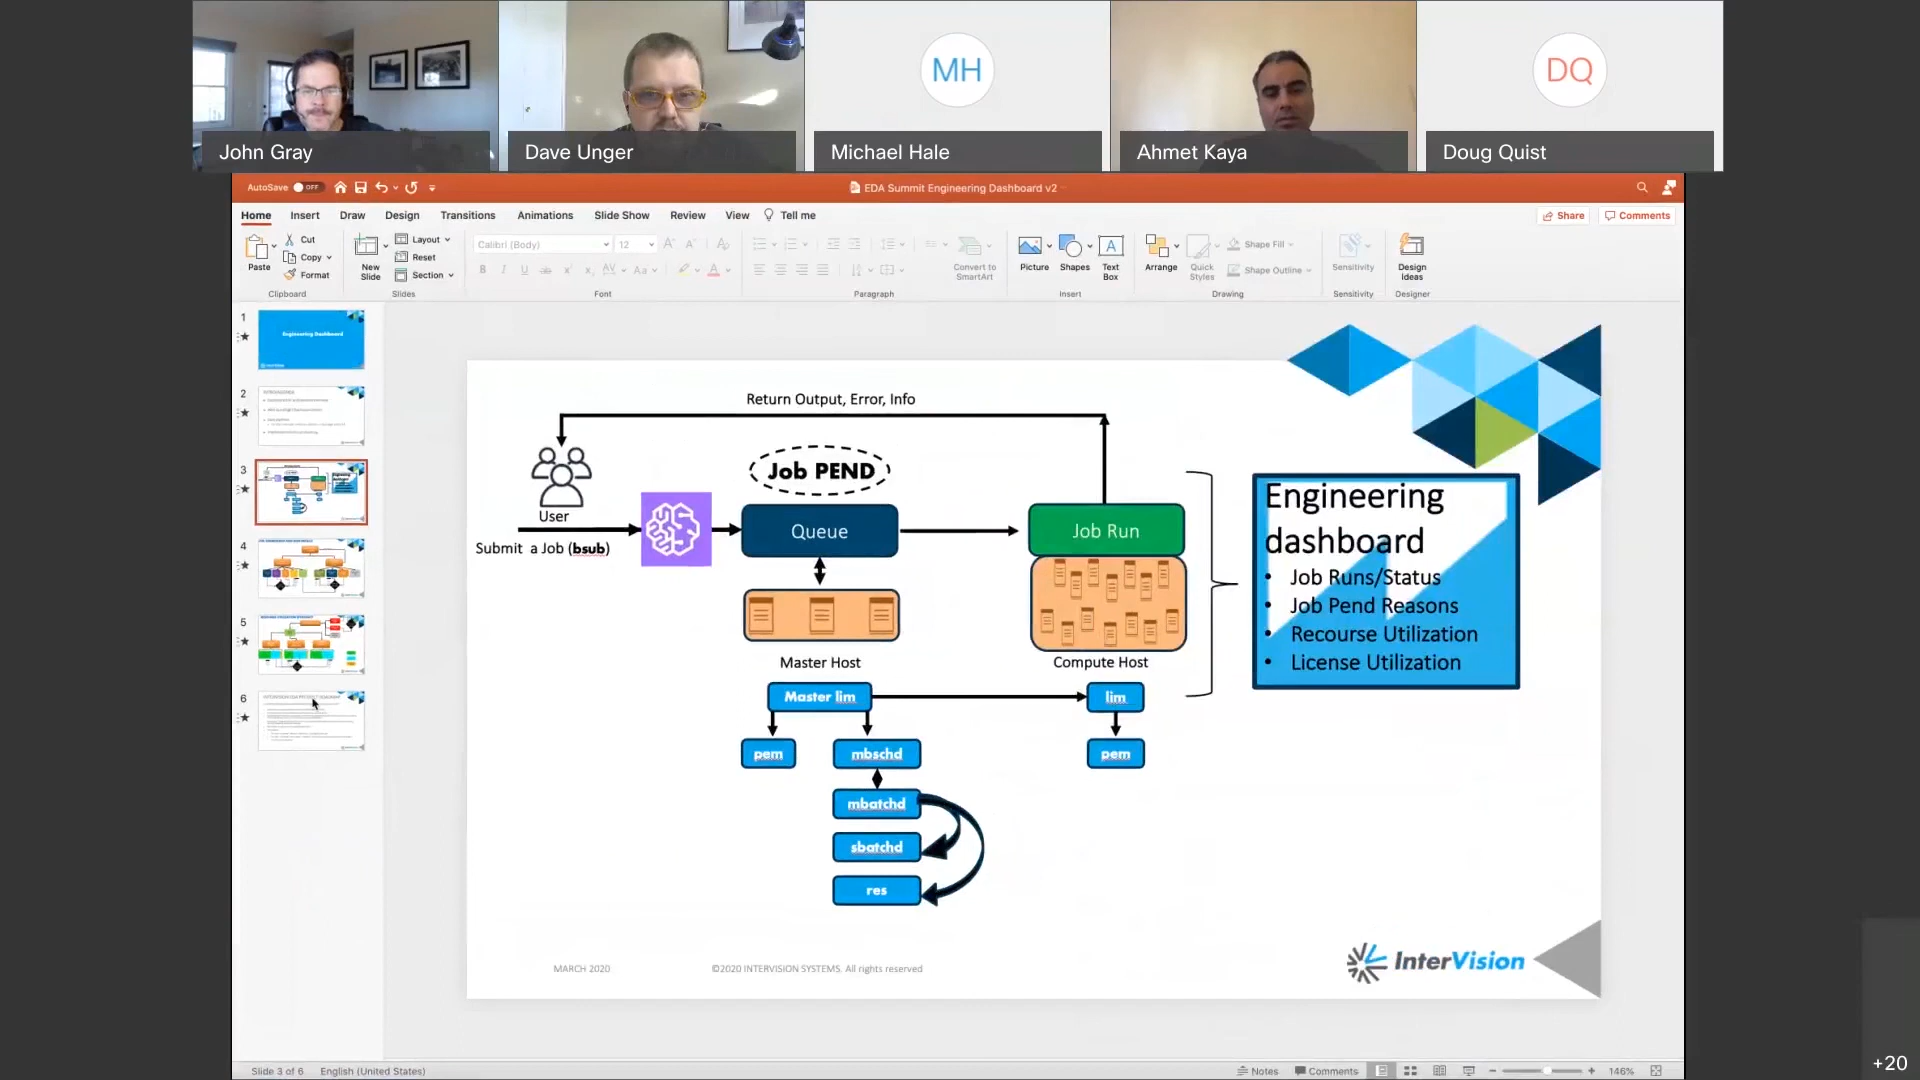 MH
DQ
John Gray
Dave Unger
Michael Hale
Ahmet Kaya
Doug Quist
AutoSave OFF
EDA Summit Engineering Dashboard v2
Home Insert Draw Design Transitions Animations Slide Show Review View Tell me
Share Comments
Paste
Cut
Copy
Format
Clipboard
New Slide
Layout
Reset
Section
Slides
Calibri (Body) 12
B I U ab
Font
Paragraph
Convert to SmartArt
Picture
Shapes
Text Box
Insert
Arrange
Quick Styles
Shape Fill
Shape Outline
Drawing
Sensitivity
Sensitivity
Design Ideas
Designer
1
Engineering Dashboard
2
3
4
5
6
Return Output, Error, Info
Job PEND
User
Submit a Job (bsub)
Queue
Job Run
Master Host
Compute Host
Master lim
lim
pem
mbschd
pem
mbatchd
sbatchd
res
Engineering
dashboard
• Job Runs/Status
• Job Pend Reasons
• Recourse Utilization
• License Utilization
MARCH 2020
©2020 INTERVISION SYSTEMS. All rights reserved
InterVision
Slide 3 of 6 English (United States)
Notes Comments 146%
+20